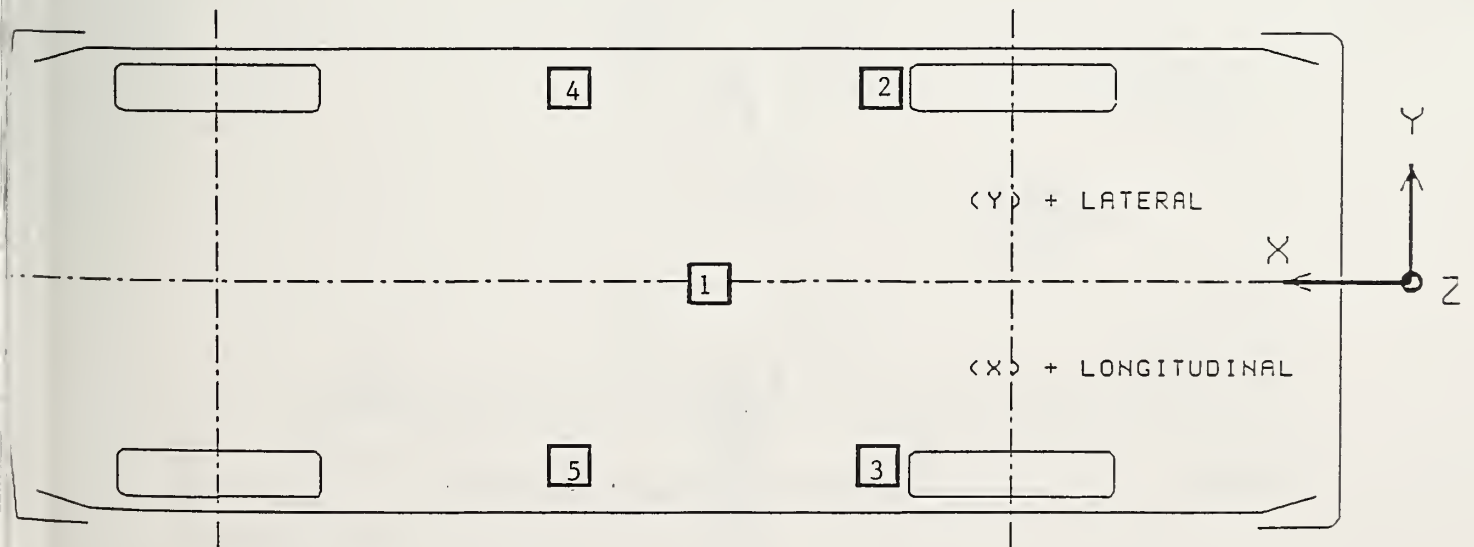 4 2
Y
(Y) + LATERAL
X
1
Z
(X) + LONGITUDINAL
5 3